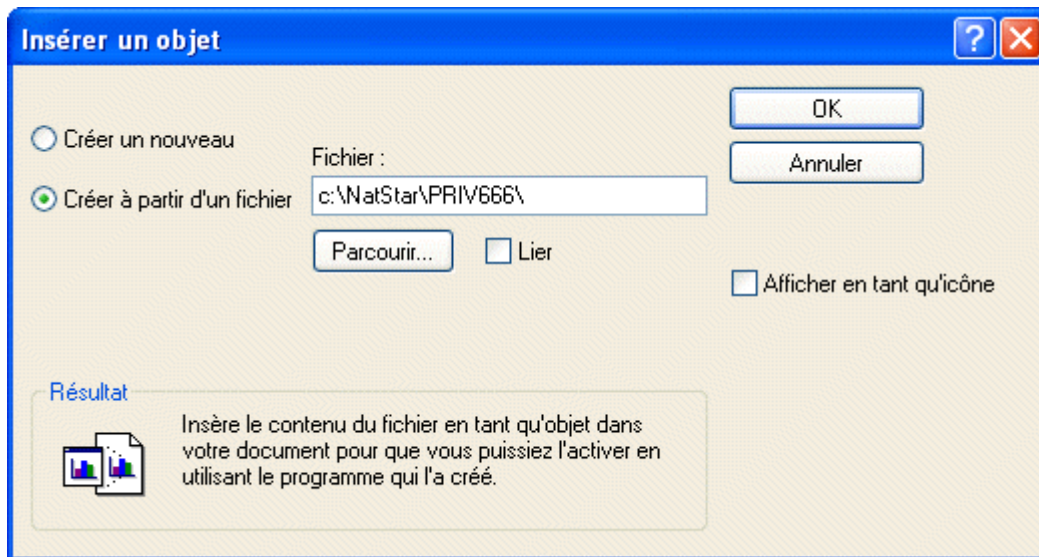 Insérer un objet
Créer un nouveau
Créer à partir d'un fichier
Fichier :
c:\NatStar\PRIV666\
Parcourir...
Lier
OK
Annuler
Afficher en tant qu'icône
Résultat
Insère le contenu du fichier en tant qu'objet dans
votre document pour que vous puissiez l'activer en
utilisant le programme qui l'a créé.